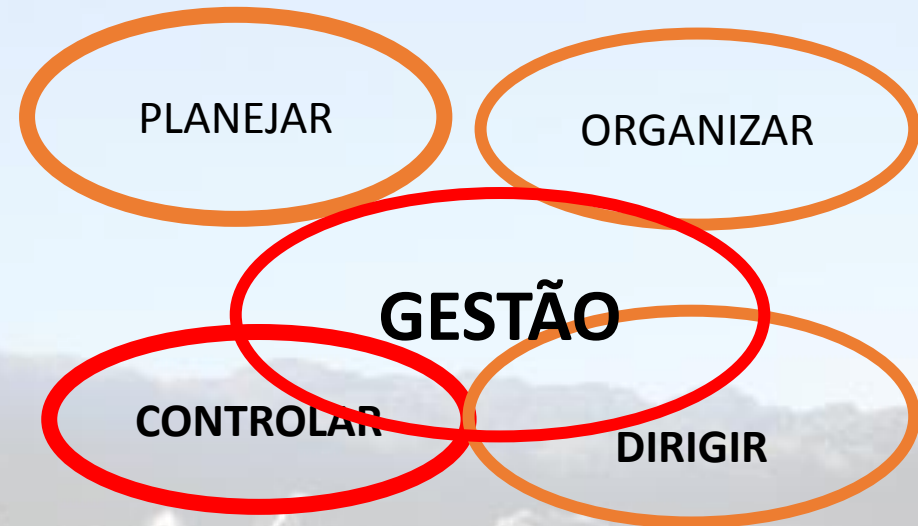 PLANEJAR
ORGANIZAR
GESTÃO
CONTROLAR
DIRIGIR